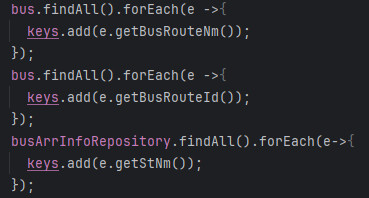 bus.findAll().forEach(e ->{
  keys.add(e.getBusRouteNm());
});
bus.findAll().forEach(e ->{
  keys.add(e.getBusRouteId());
});
busArrInfoRepository.findAll().forEach(e->{
  keys.add(e.getStNm());
});